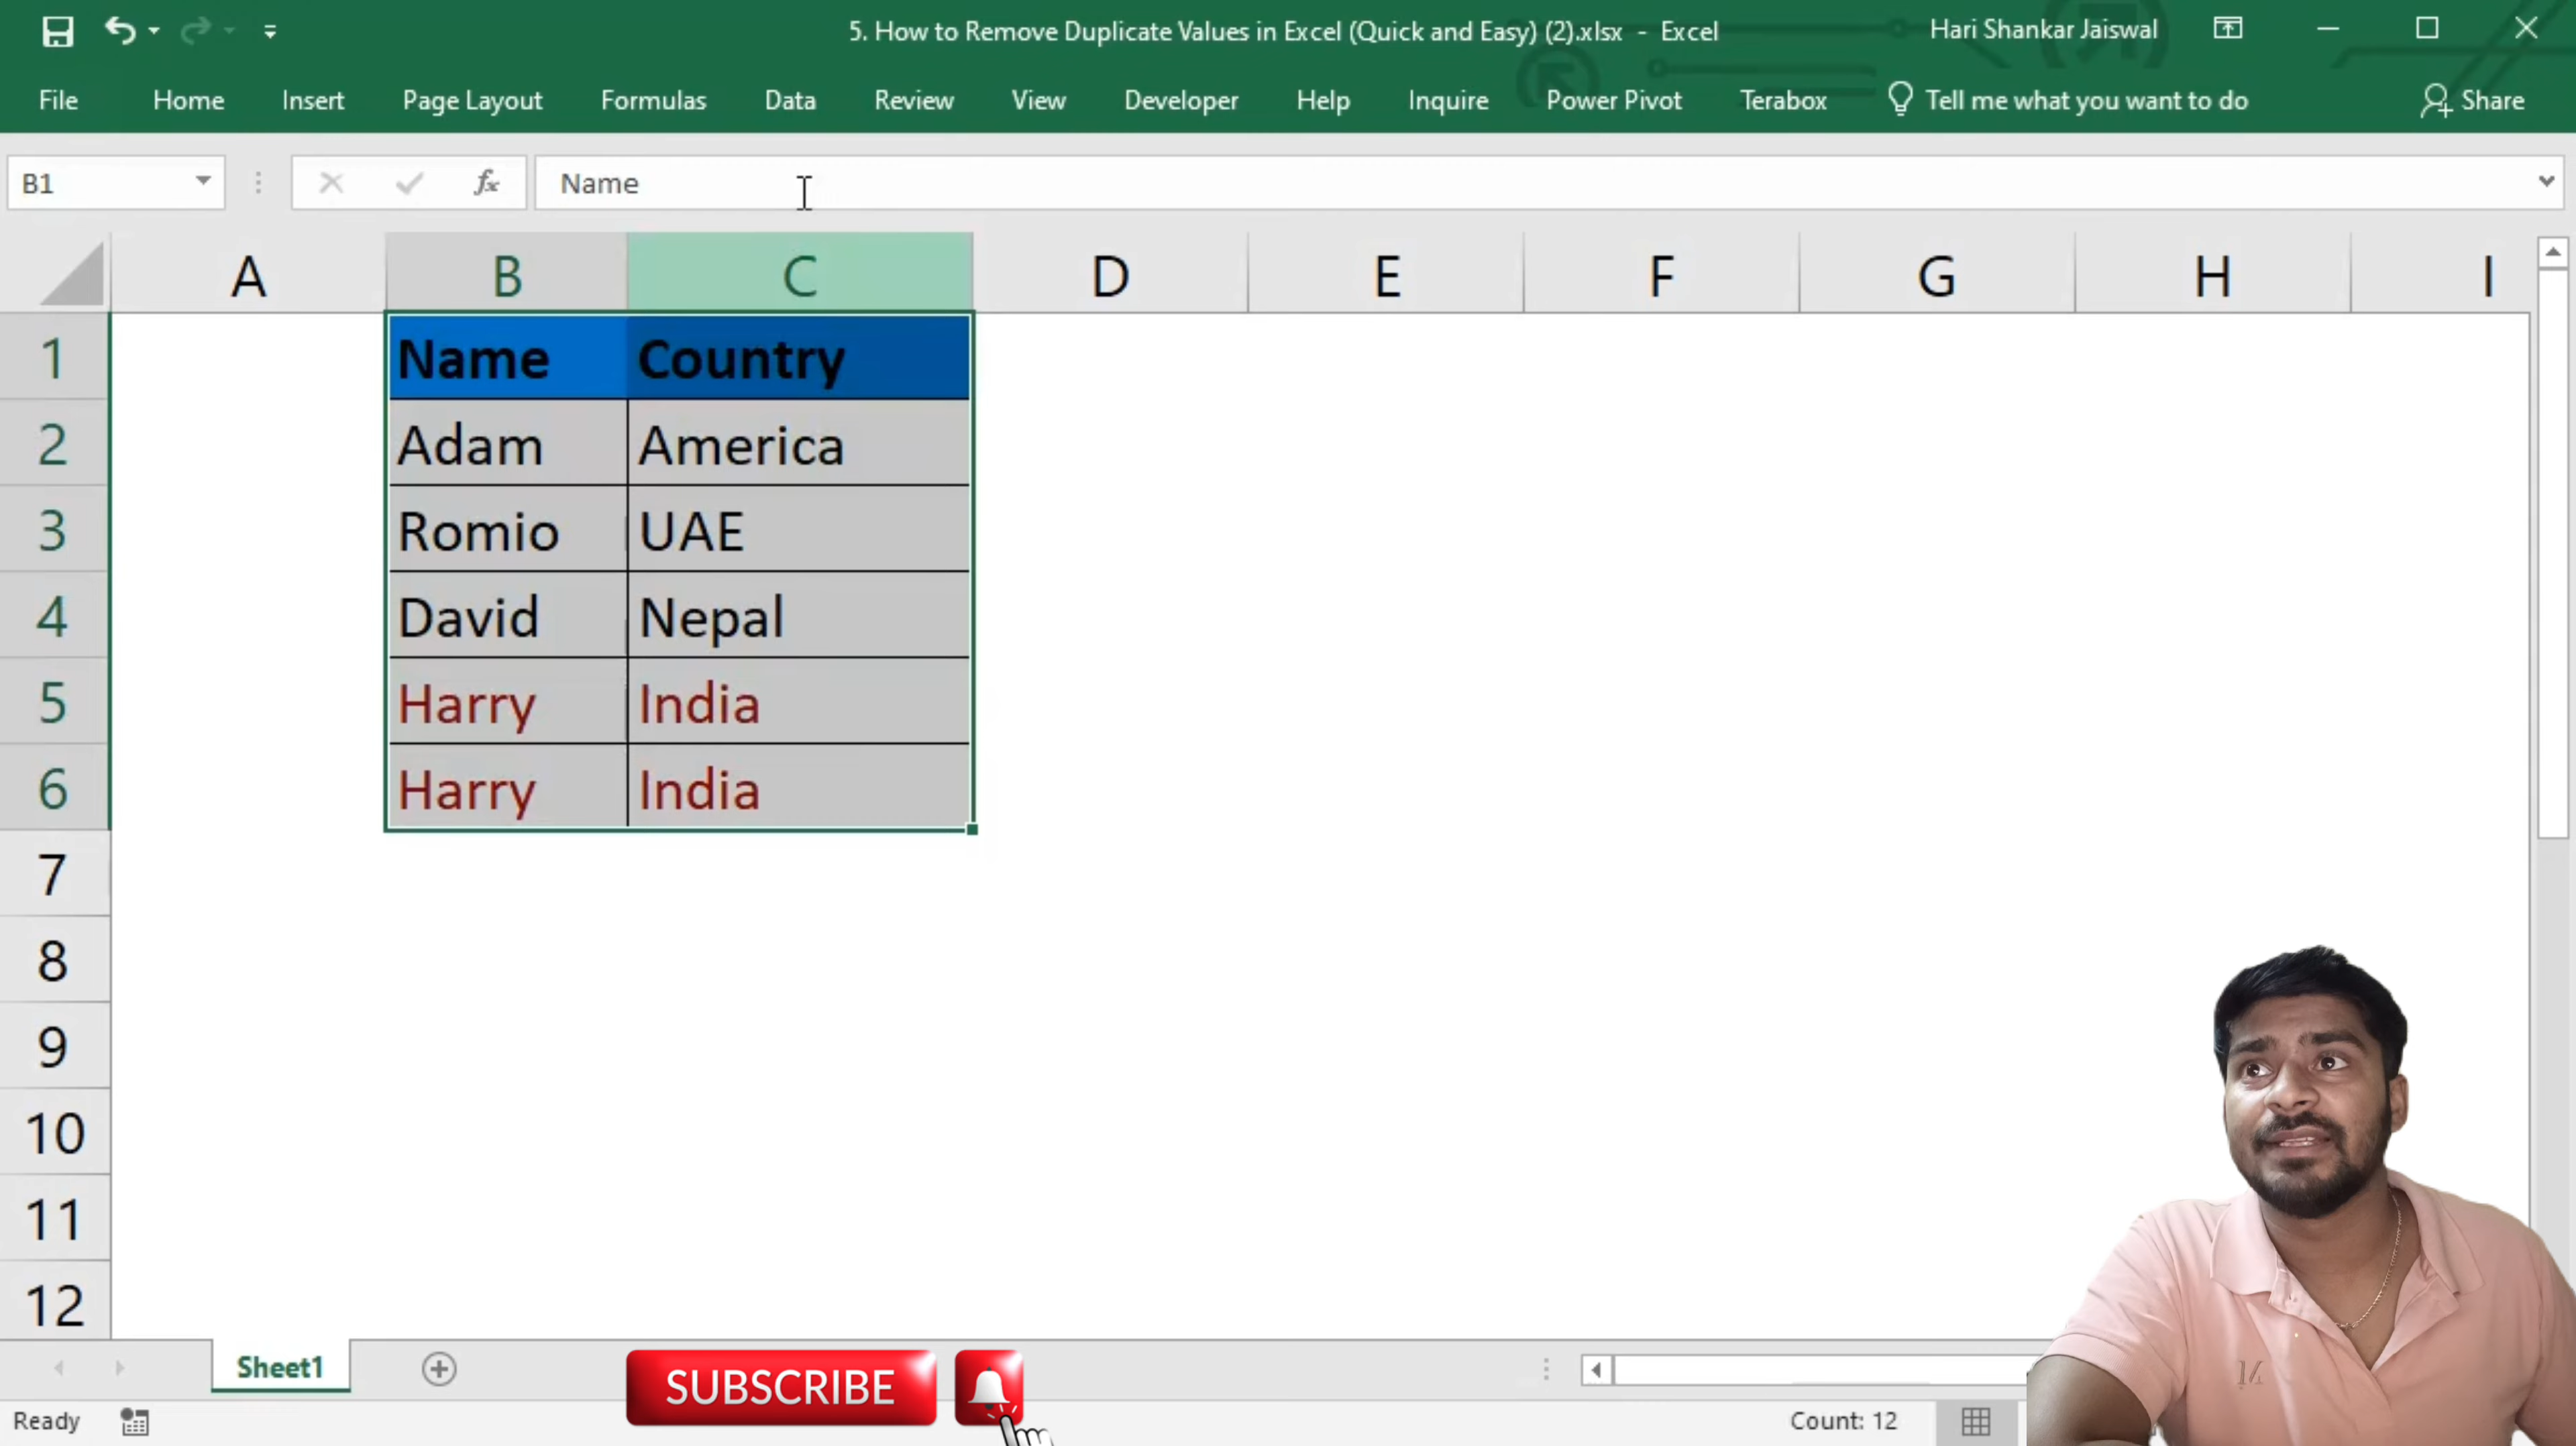 5. How to Remove Duplicate Values in Excel (Quick and Easy) (2).xlsx - Excel
Hari Shankar Jaiswal
File Home Insert Page Layout Formulas Data Review View Developer Help Inquire Power Pivot Terabox Tell me what you want to do Share
B1 fx Name
A B C D E F G H I
1 Name Country
2 Adam America
3 Romio UAE
4 David Nepal
5 Harry India
6 Harry India
7
8
9
10
11
12
Sheet1
SUBSCRIBE
Ready Count: 12